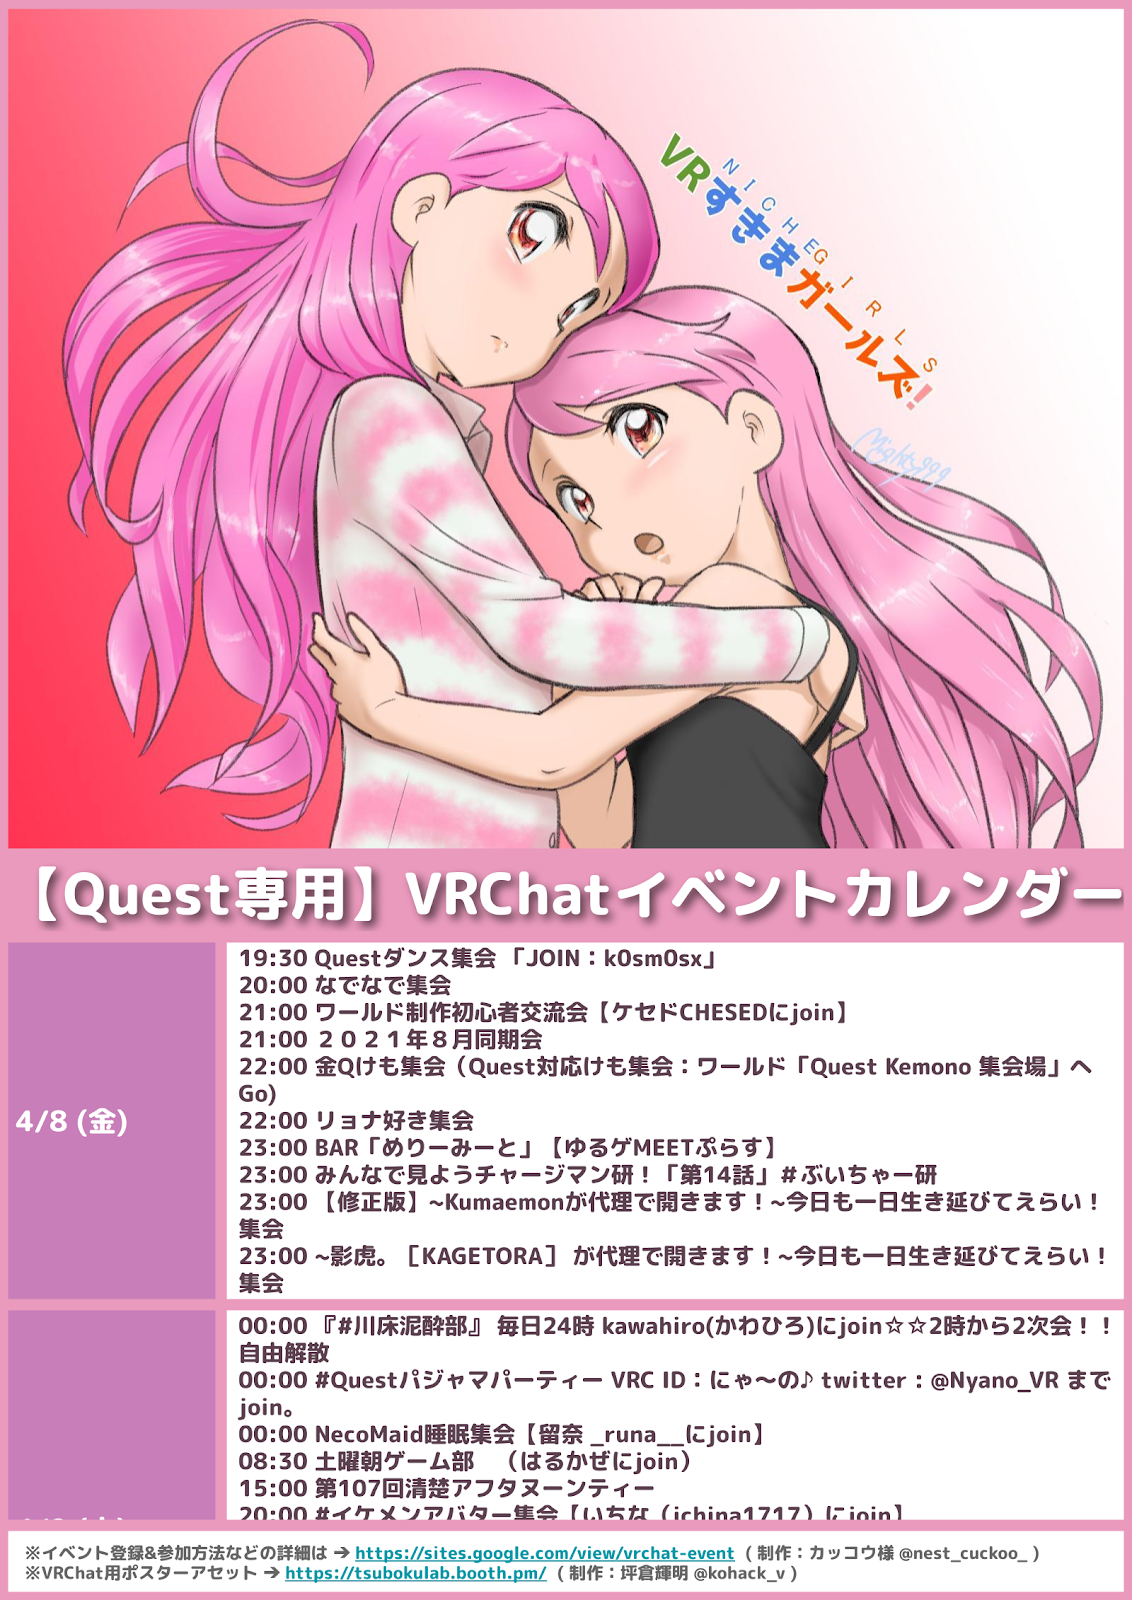 NICHE GIRLS
VRすきまガールズ!
Mighty999
【Quest専用】VRChatイベントカレンダー
4/8 (金)
19:30 Questダンス集会 「JOIN：k0sm0sx」
20:00 なでなで集会
21:00 ワールド制作初心者交流会【ケセドCHESEDにjoin】
21:00 ２０２１年８月同期会
22:00 金Qけも集会（Quest対応けも集会：ワールド「Quest Kemono 集会場」へ
Go)
22:00 リョナ好き集会
23:00 BAR「めりーみーと」【ゆるゲMEETぷらす】
23:00 みんなで見ようチャージマン研！「第14話」＃ぶいちゃー研
23:00 【修正版】~Kumaemonが代理で開きます！~今日も一日生き延びてえらい！
集会
23:00 ~影虎。［KAGETORA］ が代理で開きます！~今日も一日生き延びてえらい！
集会
00:00 『#川床泥酔部』 毎日24時 kawahiro(かわひろ)にjoin☆☆2時から2次会！！
自由解散
00:00 #Questパジャマパーティー VRC ID：にゃ〜の♪ twitter : @Nyano_VR まで
join。
00:00 NecoMaid睡眠集会【留奈 _runa__にjoin】
08:30 土曜朝ゲーム部　（はるかぜにjoin）
15:00 第107回清楚アフタヌーンティー
20:00 #イケメンアバター集会【いちな（ichina1717）にjoin】
※イベント登録&参加方法などの詳細は ➔ https://sites.google.com/view/vrchat-event （ 制作：カッコウ様 @nest_cuckoo_ ）
※VRChat用ポスターアセット ➔ https://tsubokulab.booth.pm/ （ 制作：坪倉輝明 @kohack_v ）